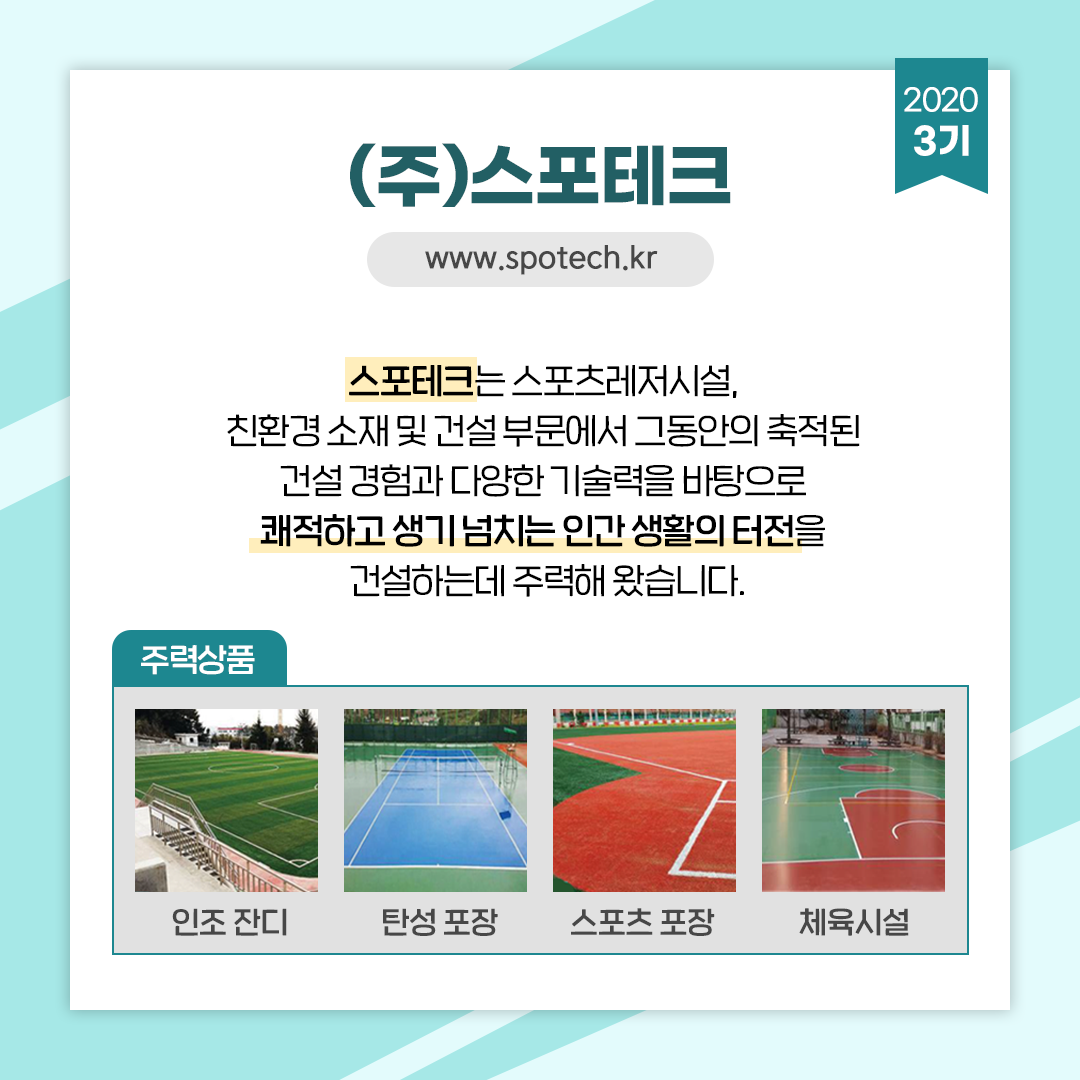 2020
3기
(주)스포테크
www.spotech.kr
스포테크는 스포츠레저시설,
친환경 소재 및 건설 부문에서 그동안의 축적된
건설 경험과 다양한 기술력을 바탕으로
쾌적하고 생기 넘치는 인간 생활의 터전을
건설하는데 주력해 왔습니다.
주력상품
인조 잔디
탄성 포장
스포츠 포장
체육시설